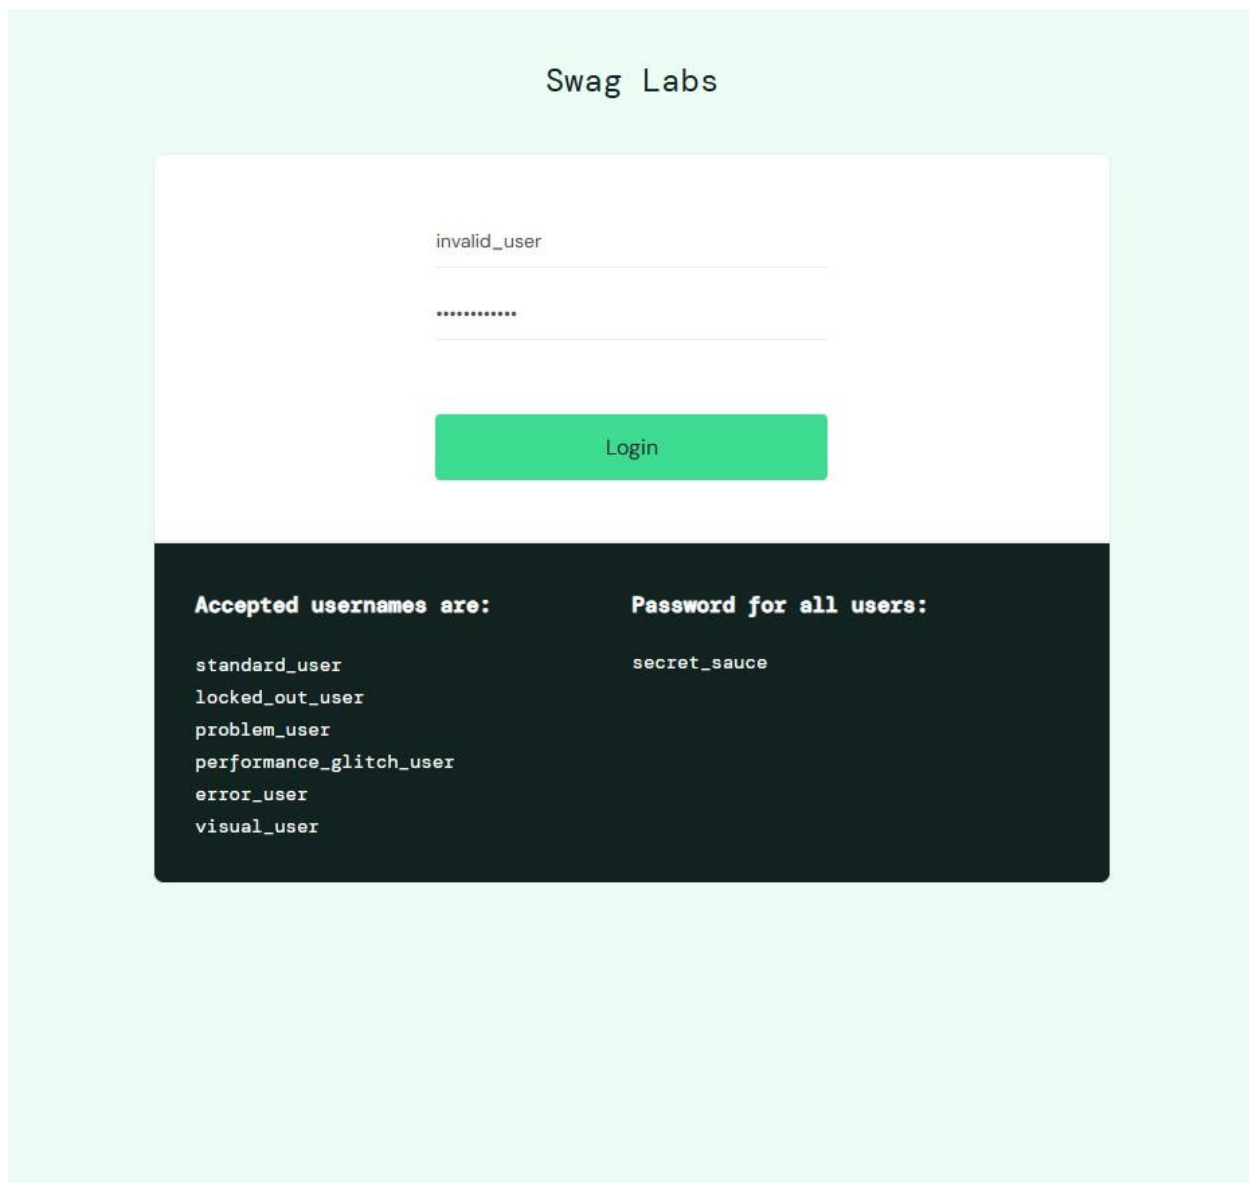 Swag Labs
invalid_user
••••••••••••
Login
Accepted usernames are:
standard_user
locked_out_user
problem_user
performance_glitch_user
error_user
visual_user
Password for all users:
secret_sauce